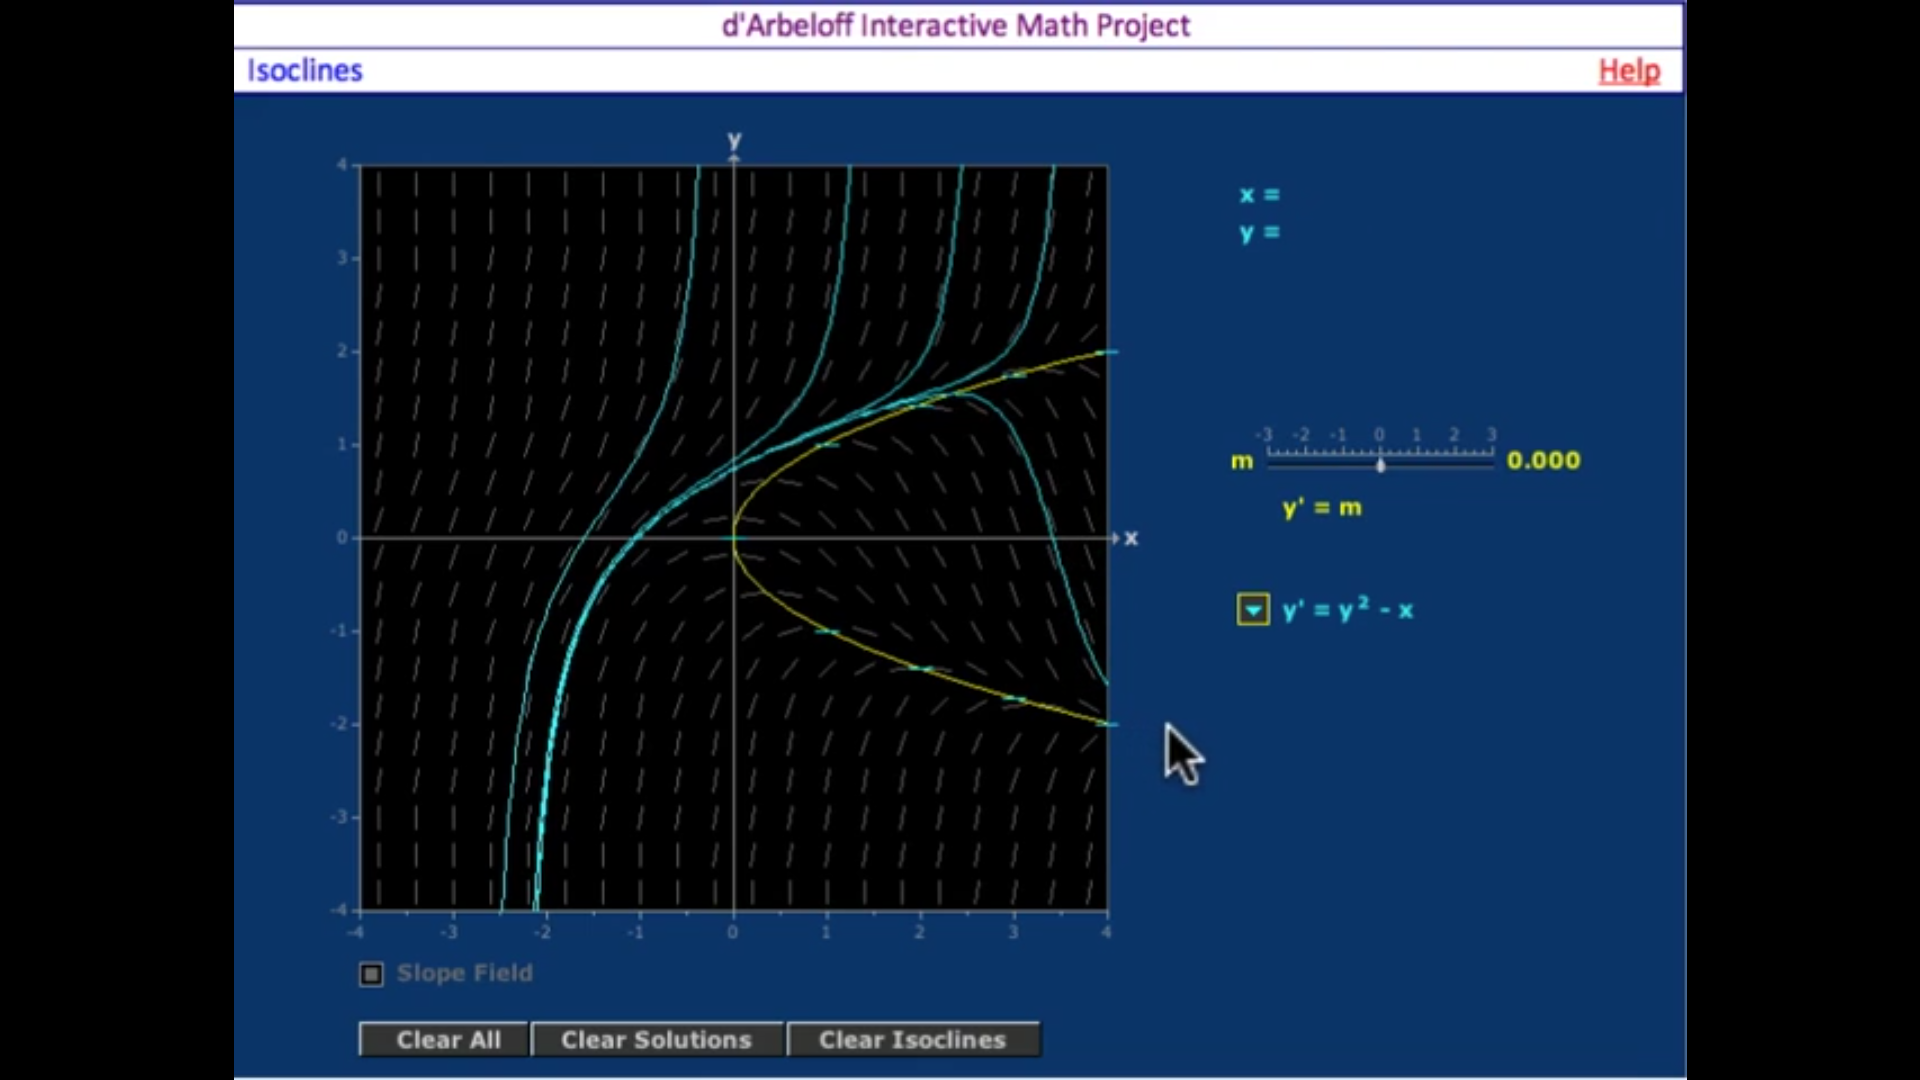 d'Arbeloff Interactive Math Project
Isoclines
Help
y
4
3
2
1
0
-1
-2
-3
-4
x
-4 -3 -2 -1 0 1 2 3 4
x =
y =
-3 -2 -1 0 1 2 3
m 0.000
y' = m
y' = y² - x
Slope Field
Clear All Clear Solutions Clear Isoclines